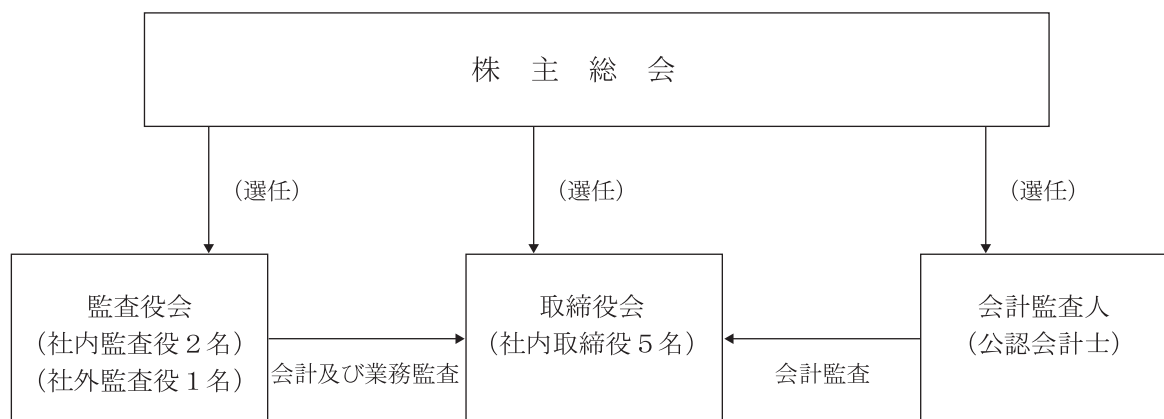 株 主 総 会
（選任）
（選任）
（選任）
監査役会
（社内監査役２名）
（社外監査役１名）
会計及び業務監査
取締役会
（社内取締役５名）
会計監査
会計監査人
（公認会計士）